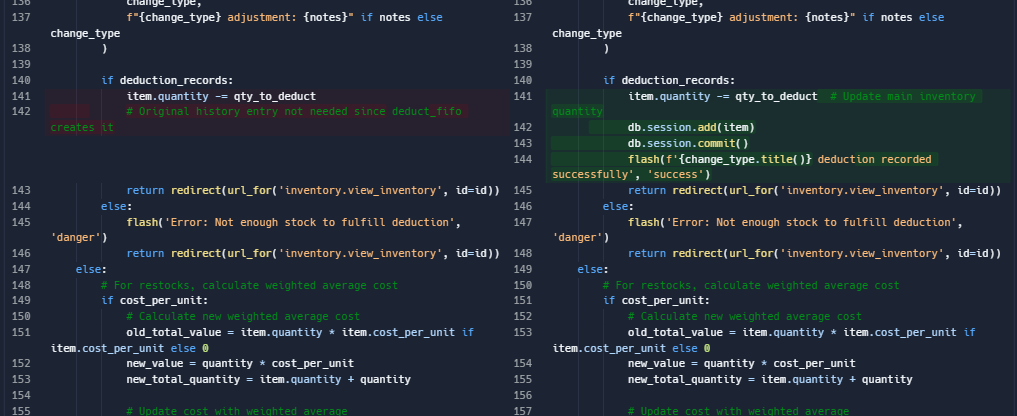 136 change_type,
137 f"{change_type} adjustment: {notes}" if notes else
change_type
138 )
139
140 if deduction_records:
141 item.quantity -= qty_to_deduct
142 # Original history entry not needed since deduct_fifo
creates it
143 return redirect(url_for('inventory.view_inventory', id=id))
144 else:
145 flash('Error: Not enough stock to fulfill deduction',
'danger')
146 return redirect(url_for('inventory.view_inventory', id=id))
147 else:
148 # For restocks, calculate weighted average cost
149 if cost_per_unit:
150 # Calculate new weighted average cost
151 old_total_value = item.quantity * item.cost_per_unit if
item.cost_per_unit else 0
152 new_value = quantity * cost_per_unit
153 new_total_quantity = item.quantity + quantity
154
155 # Update cost with weighted average
136 change_type,
137 f"{change_type} adjustment: {notes}" if notes else
change_type
138 )
139
140 if deduction_records:
141 item.quantity -= qty_to_deduct # Update main inventory
quantity
142 db.session.add(item)
143 db.session.commit()
144 flash(f'{change_type.title()} deduction recorded
successfully', 'success')
145 return redirect(url_for('inventory.view_inventory', id=id))
146 else:
147 flash('Error: Not enough stock to fulfill deduction',
'danger')
148 return redirect(url_for('inventory.view_inventory', id=id))
149 else:
150 # For restocks, calculate weighted average cost
151 if cost_per_unit:
152 # Calculate new weighted average cost
153 old_total_value = item.quantity * item.cost_per_unit if
item.cost_per_unit else 0
154 new_value = quantity * cost_per_unit
155 new_total_quantity = item.quantity + quantity
156
157 # Update cost with weighted average